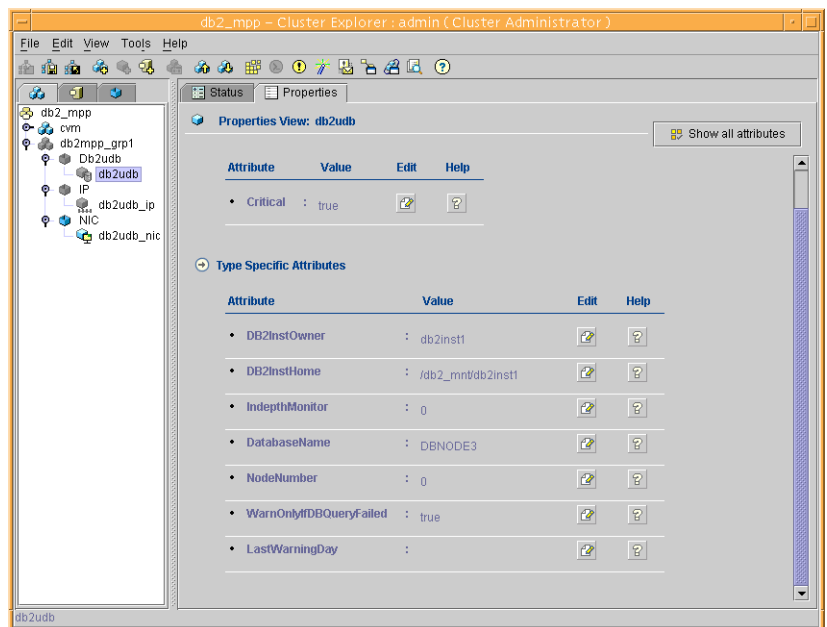 db2_mpp – Cluster Explorer : admin ( Cluster Administrator )
File Edit View Tools Help
Status Properties
db2_mpp
cvm
db2mpp_grp1
Db2udb
db2udb
IP
db2udb_ip
NIC
db2udb_nic
Properties View: db2udb
Show all attributes
Attribute Value Edit Help
Critical : true
Type Specific Attributes
Attribute Value Edit Help
DB2InstOwner : db2inst1
DB2InstHome : /db2_mnt/db2inst1
IndepthMonitor : 0
DatabaseName : DBNODE3
NodeNumber : 0
WarnOnlyIfDBQueryFailed : true
LastWarningDay :
db2udb